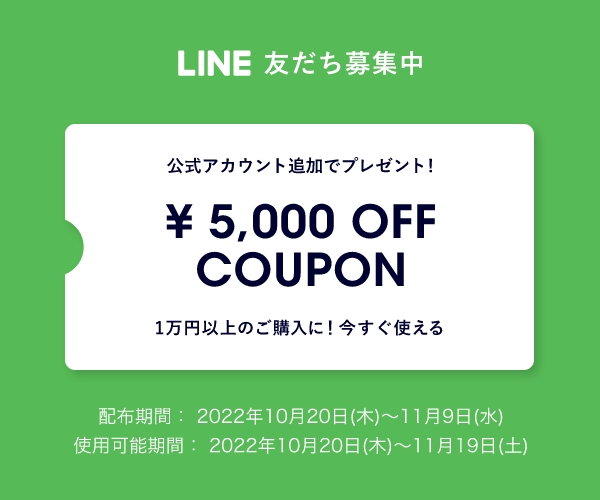 LINE 友だち募集中
公式アカウント追加でプレゼント!
¥ 5,000 OFF
COUPON
1万円以上のご購入に!今すぐ使える
配布期間： 2022年10月20日(木)〜11月9日(水)
使用可能期間： 2022年10月20日(木)〜11月19日(土)